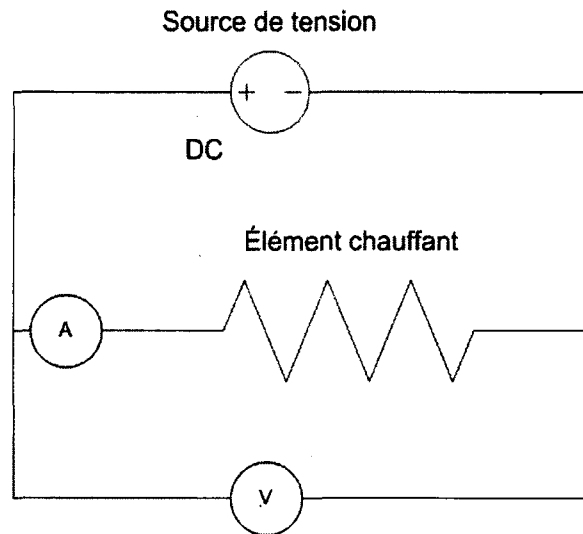 Source de tension
+ −
DC
Élément chauffant
A
V